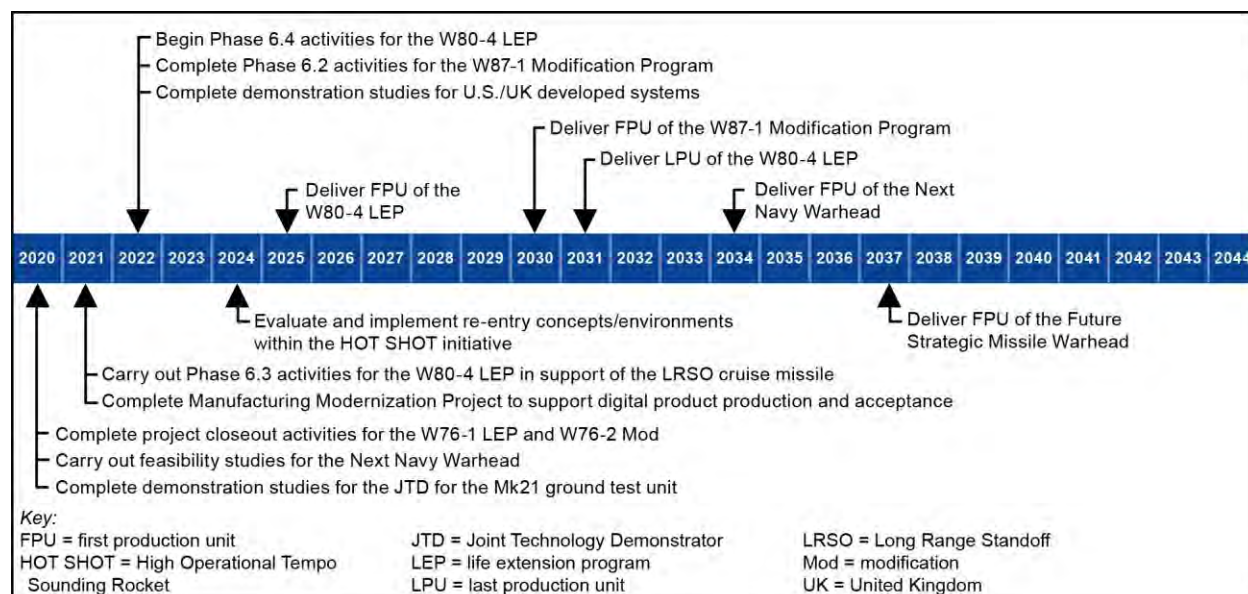 Begin Phase 6.4 activities for the W80-4 LEP
Complete Phase 6.2 activities for the W87-1 Modification Program
Complete demonstration studies for U.S./UK developed systems
Deliver FPU of the W87-1 Modification Program
Deliver LPU of the W80-4 LEP
Deliver FPU of the
W80-4 LEP
Deliver FPU of the Next
Navy Warhead
2020 2021 2022 2023 2024 2025 2026 2027 2028 2029 2030 2031 2032 2033 2034 2035 2036 2037 2038 2039 2040 2041 2042 2043 2044
Evaluate and implement re-entry concepts/environments
within the HOT SHOT initiative
Deliver FPU of the Future
Strategic Missile Warhead
Carry out Phase 6.3 activities for the W80-4 LEP in support of the LRSO cruise missile
Complete Manufacturing Modernization Project to support digital product production and acceptance
Complete project closeout activities for the W76-1 LEP and W76-2 Mod
Carry out feasibility studies for the Next Navy Warhead
Complete demonstration studies for the JTD for the Mk21 ground test unit
Key:
FPU = first production unit
HOT SHOT = High Operational Tempo
Sounding Rocket
JTD = Joint Technology Demonstrator
LEP = life extension program
LPU = last production unit
LRSO = Long Range Standoff
Mod = modification
UK = United Kingdom